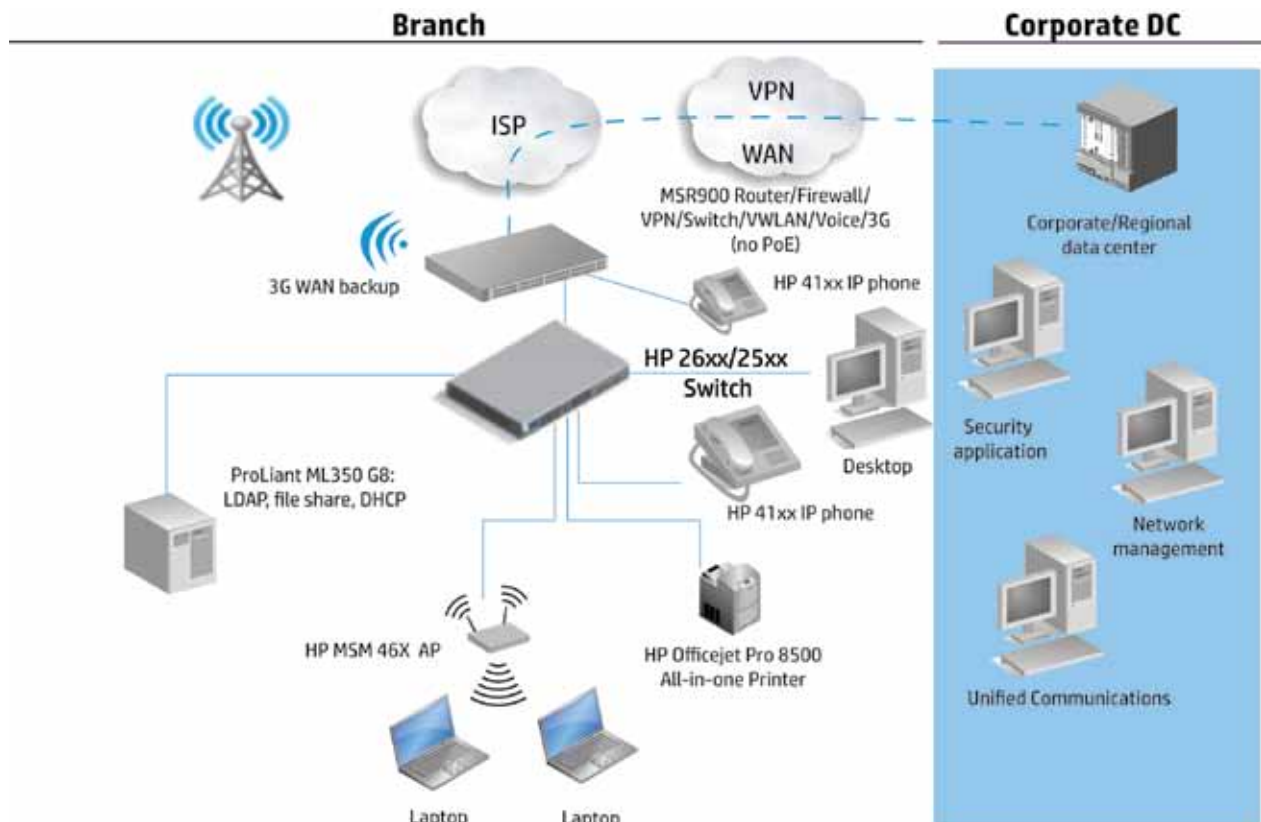 Branch
Corporate DC
ISP
VPN
WAN
MSR900 Router/Firewall/
VPN/Switch/VWLAN/Voice/3G
(no PoE)
Corporate/Regional
data center
3G WAN backup
HP 41xx IP phone
HP 26xx/25xx
Switch
Security
application
Desktop
ProLiant ML350 G8:
LDAP, file share, DHCP
HP 41xx IP phone
Network
management
HP MSM 46X AP
HP Officejet Pro 8500
All-in-one Printer
Unified Communications
Laptop
Laptop